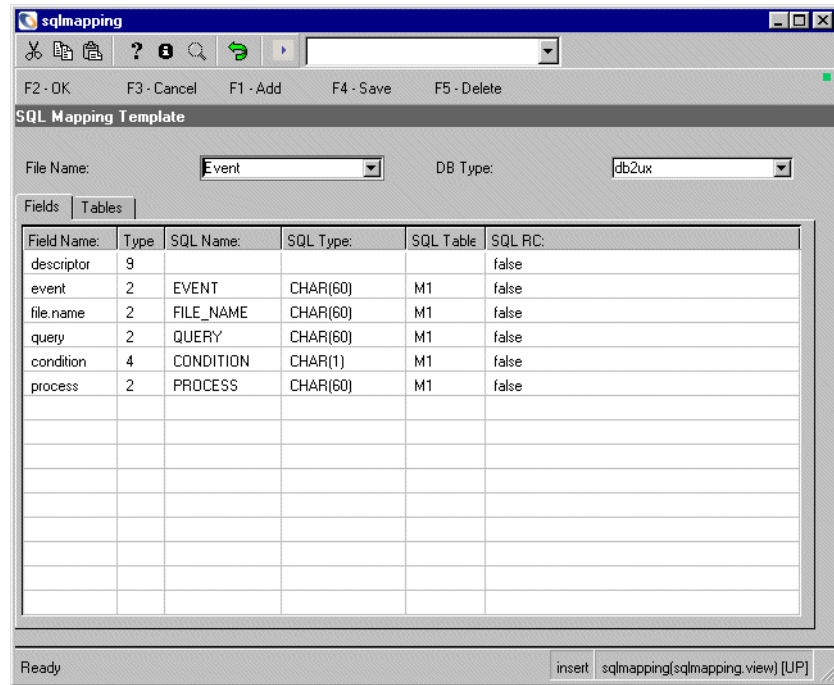 sqlmapping
F2 - OK F3 - Cancel F1 - Add F4 - Save F5 - Delete
SQL Mapping Template
File Name: Event DB Type: db2ux
Fields Tables
Field Name: Type SQL Name: SQL Type: SQL Table SQL RC:
descriptor 9 false
event 2 EVENT CHAR(60) M1 false
file.name 2 FILE_NAME CHAR(60) M1 false
query 2 QUERY CHAR(60) M1 false
condition 4 CONDITION CHAR(1) M1 false
process 2 PROCESS CHAR(60) M1 false
Ready insert sqlmapping(sqlmapping.view) [UP]